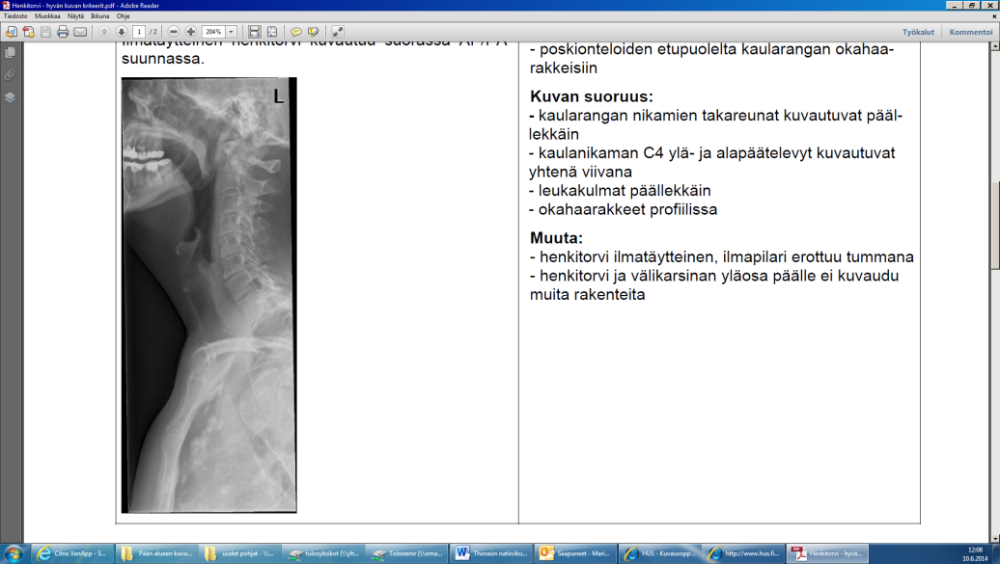 Henkitorvi - hyvän kuvan kriteerit.pdf - Adobe Reader
Tiedosto Muokkaa Näytä Ikkuna Ohje
1 / 2 204% Työkalut Kommentoi
ilmatäytteinen henkitorvi kuvautuu suorassa AP/PA
suunnassa.
L
- poskionteloiden etupuolelta kaularangan okahaa-
rakkeisiin
Kuvan suoruus:
- kaularangan nikamien takareunat kuvautuvat pääl-
lekkäin
- kaulanikaman C4 ylä- ja alapäätelevyt kuvautuvat
yhtenä viivana
- leukakulmat päällekkäin
- okahaarakkeet profiilissa
Muuta:
- henkitorvi ilmatäytteinen, ilmapilari erottuu tummana
- henkitorvi ja välikarsinan yläosa päälle ei kuvaudu
muita rakenteita
Citrix XenApp - S... Pään alueen kuvu... uudet pohjat - \\... tulosyksikot (\\yh... Tolonemr (\\oma... Thoraxin natiiviku... Saapuneet - Mari... HUS - Kuvausopp... http://www.hus.fi... Henkitorvi - hyvä...
12:08
10.6.2014